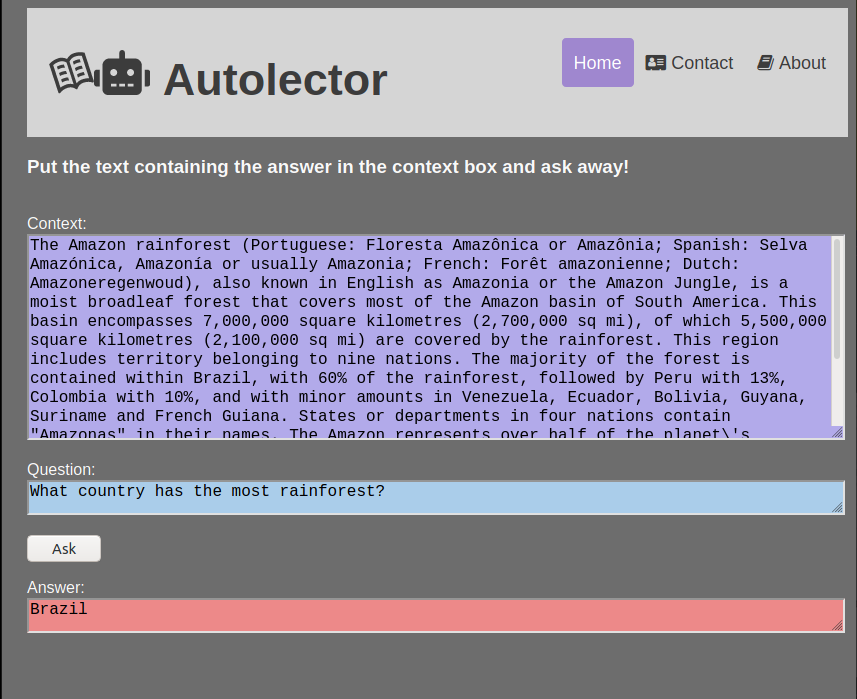 Autolector
Home
Contact
About
Put the text containing the answer in the context box and ask away!
Context:
The Amazon rainforest (Portuguese: Floresta Amazônica or Amazônia; Spanish: Selva
Amazónica, Amazonía or usually Amazonia; French: Forêt amazonienne; Dutch:
Amazoneregenwoud), also known in English as Amazonia or the Amazon Jungle, is a
moist broadleaf forest that covers most of the Amazon basin of South America. This
basin encompasses 7,000,000 square kilometres (2,700,000 sq mi), of which 5,500,000
square kilometres (2,100,000 sq mi) are covered by the rainforest. This region
includes territory belonging to nine nations. The majority of the forest is
contained within Brazil, with 60% of the rainforest, followed by Peru with 13%,
Colombia with 10%, and with minor amounts in Venezuela, Ecuador, Bolivia, Guyana,
Suriname and French Guiana. States or departments in four nations contain
"Amazonas" in their names. The Amazon represents over half of the planet\'s
Question:
What country has the most rainforest?
Ask
Answer:
Brazil